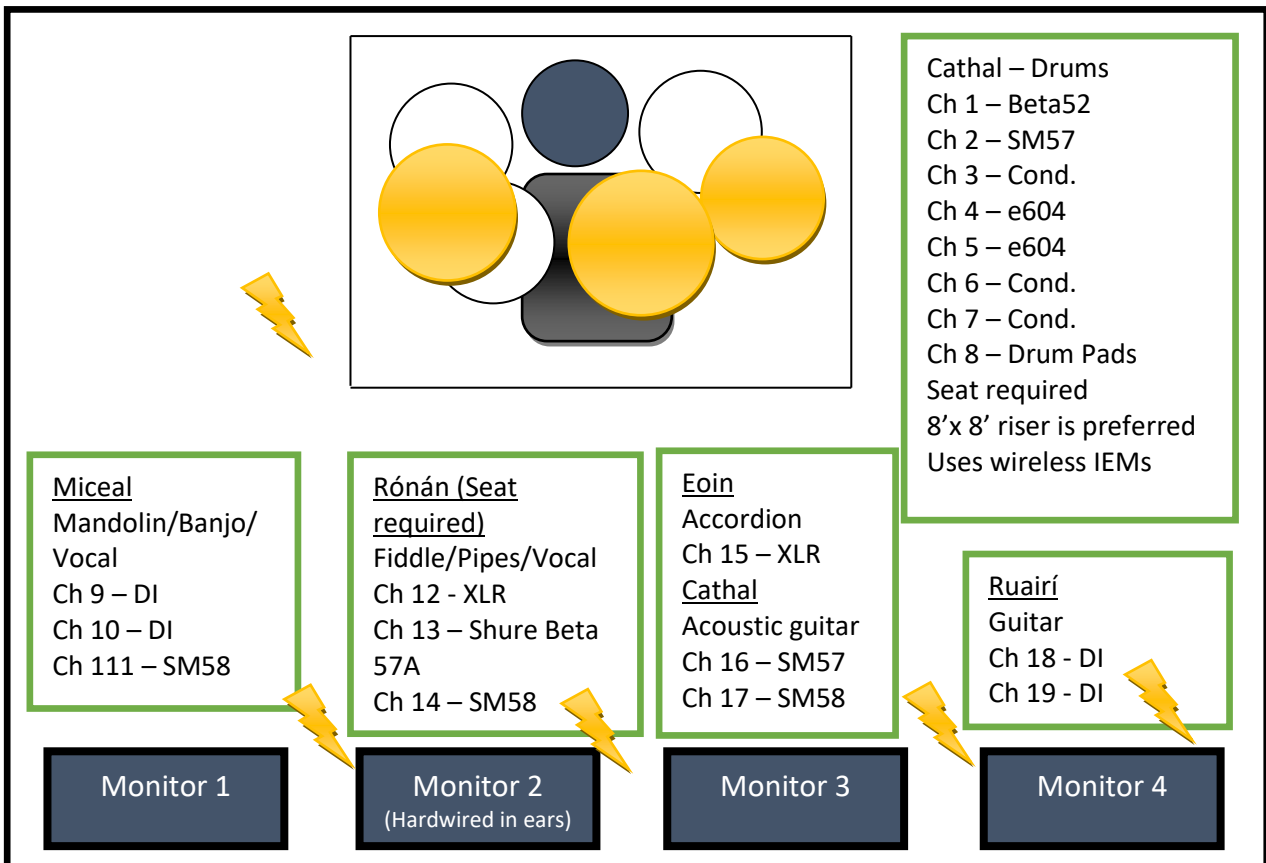 Cathal – Drums
Ch 1 – Beta52
Ch 2 – SM57
Ch 3 – Cond.
Ch 4 – e604
Ch 5 – e604
Ch 6 – Cond.
Ch 7 – Cond.
Ch 8 – Drum Pads
Seat required
8’x 8’ riser is preferred
Uses wireless IEMs
Miceal
Mandolin/Banjo/
Vocal
Ch 9 – DI
Ch 10 – DI
Ch 111 – SM58
Rónán (Seat
required)
Fiddle/Pipes/Vocal
Ch 12 - XLR
Ch 13 – Shure Beta
57A
Ch 14 – SM58
Eoin
Accordion
Ch 15 – XLR
Cathal
Acoustic guitar
Ch 16 – SM57
Ch 17 – SM58
Ruairí
Guitar
Ch 18 - DI
Ch 19 - DI
Monitor 1
Monitor 2
(Hardwired in ears)
Monitor 3
Monitor 4